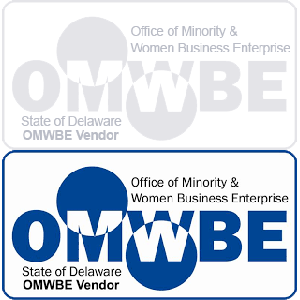 Office of Minority &
Women Business Enterprise
OMWBE
State of Delaware
OMWBE Vendor
Office of Minority &
Women Business Enterprise
OMWBE
State of Delaware
OMWBE Vendor